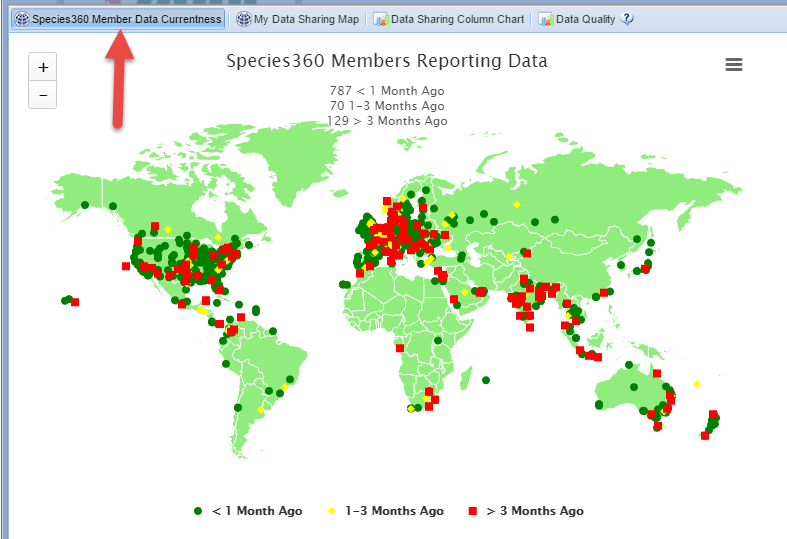 Species360 Member Data Currentness My Data Sharing Map Data Sharing Column Chart Data Quality ?
+
−
Species360 Members Reporting Data
787 < 1 Month Ago
70 1-3 Months Ago
129 > 3 Months Ago
< 1 Month Ago 1-3 Months Ago > 3 Months Ago